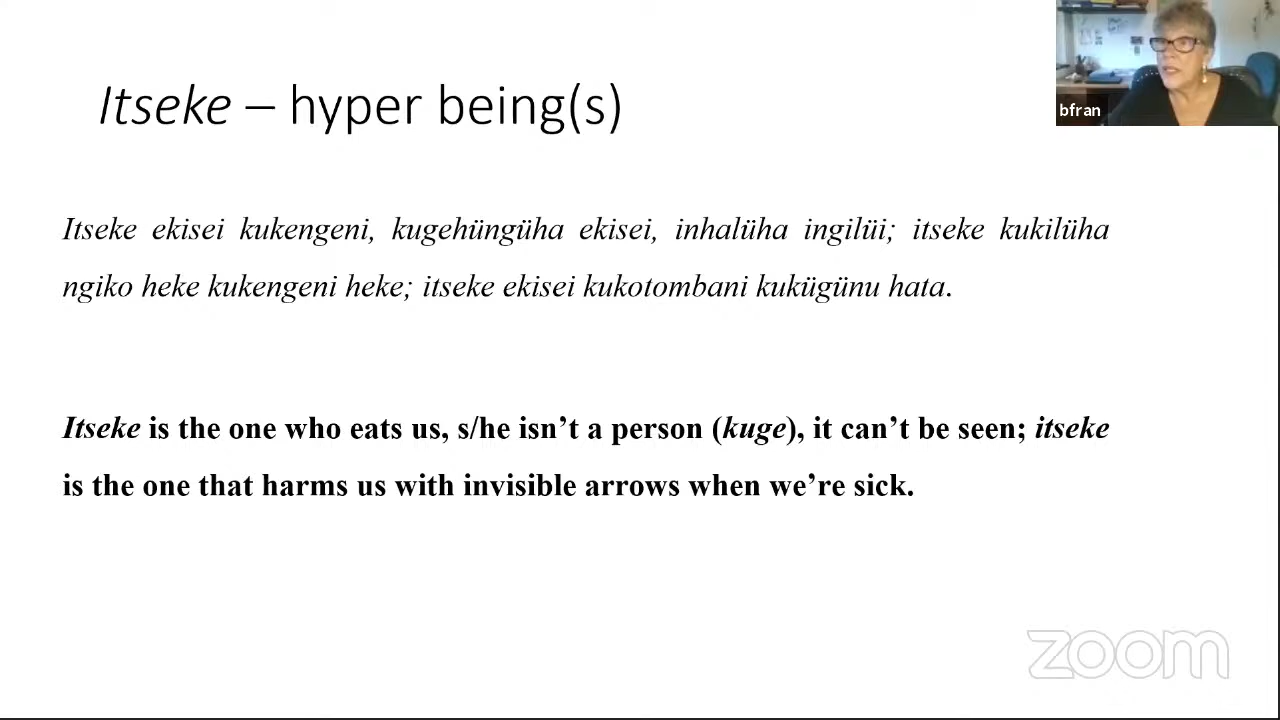 bfran
Itseke – hyper being(s)
Itseke ekisei kukengeni, kugehüngüha ekisei, inhalüha ingilüi; itseke kukilüha
ngiko heke kukengeni heke; itseke ekisei kukotombani kukügünu hata.
Itseke is the one who eats us, s/he isn’t a person (kuge), it can’t be seen; itseke
is the one that harms us with invisible arrows when we’re sick.
zoom